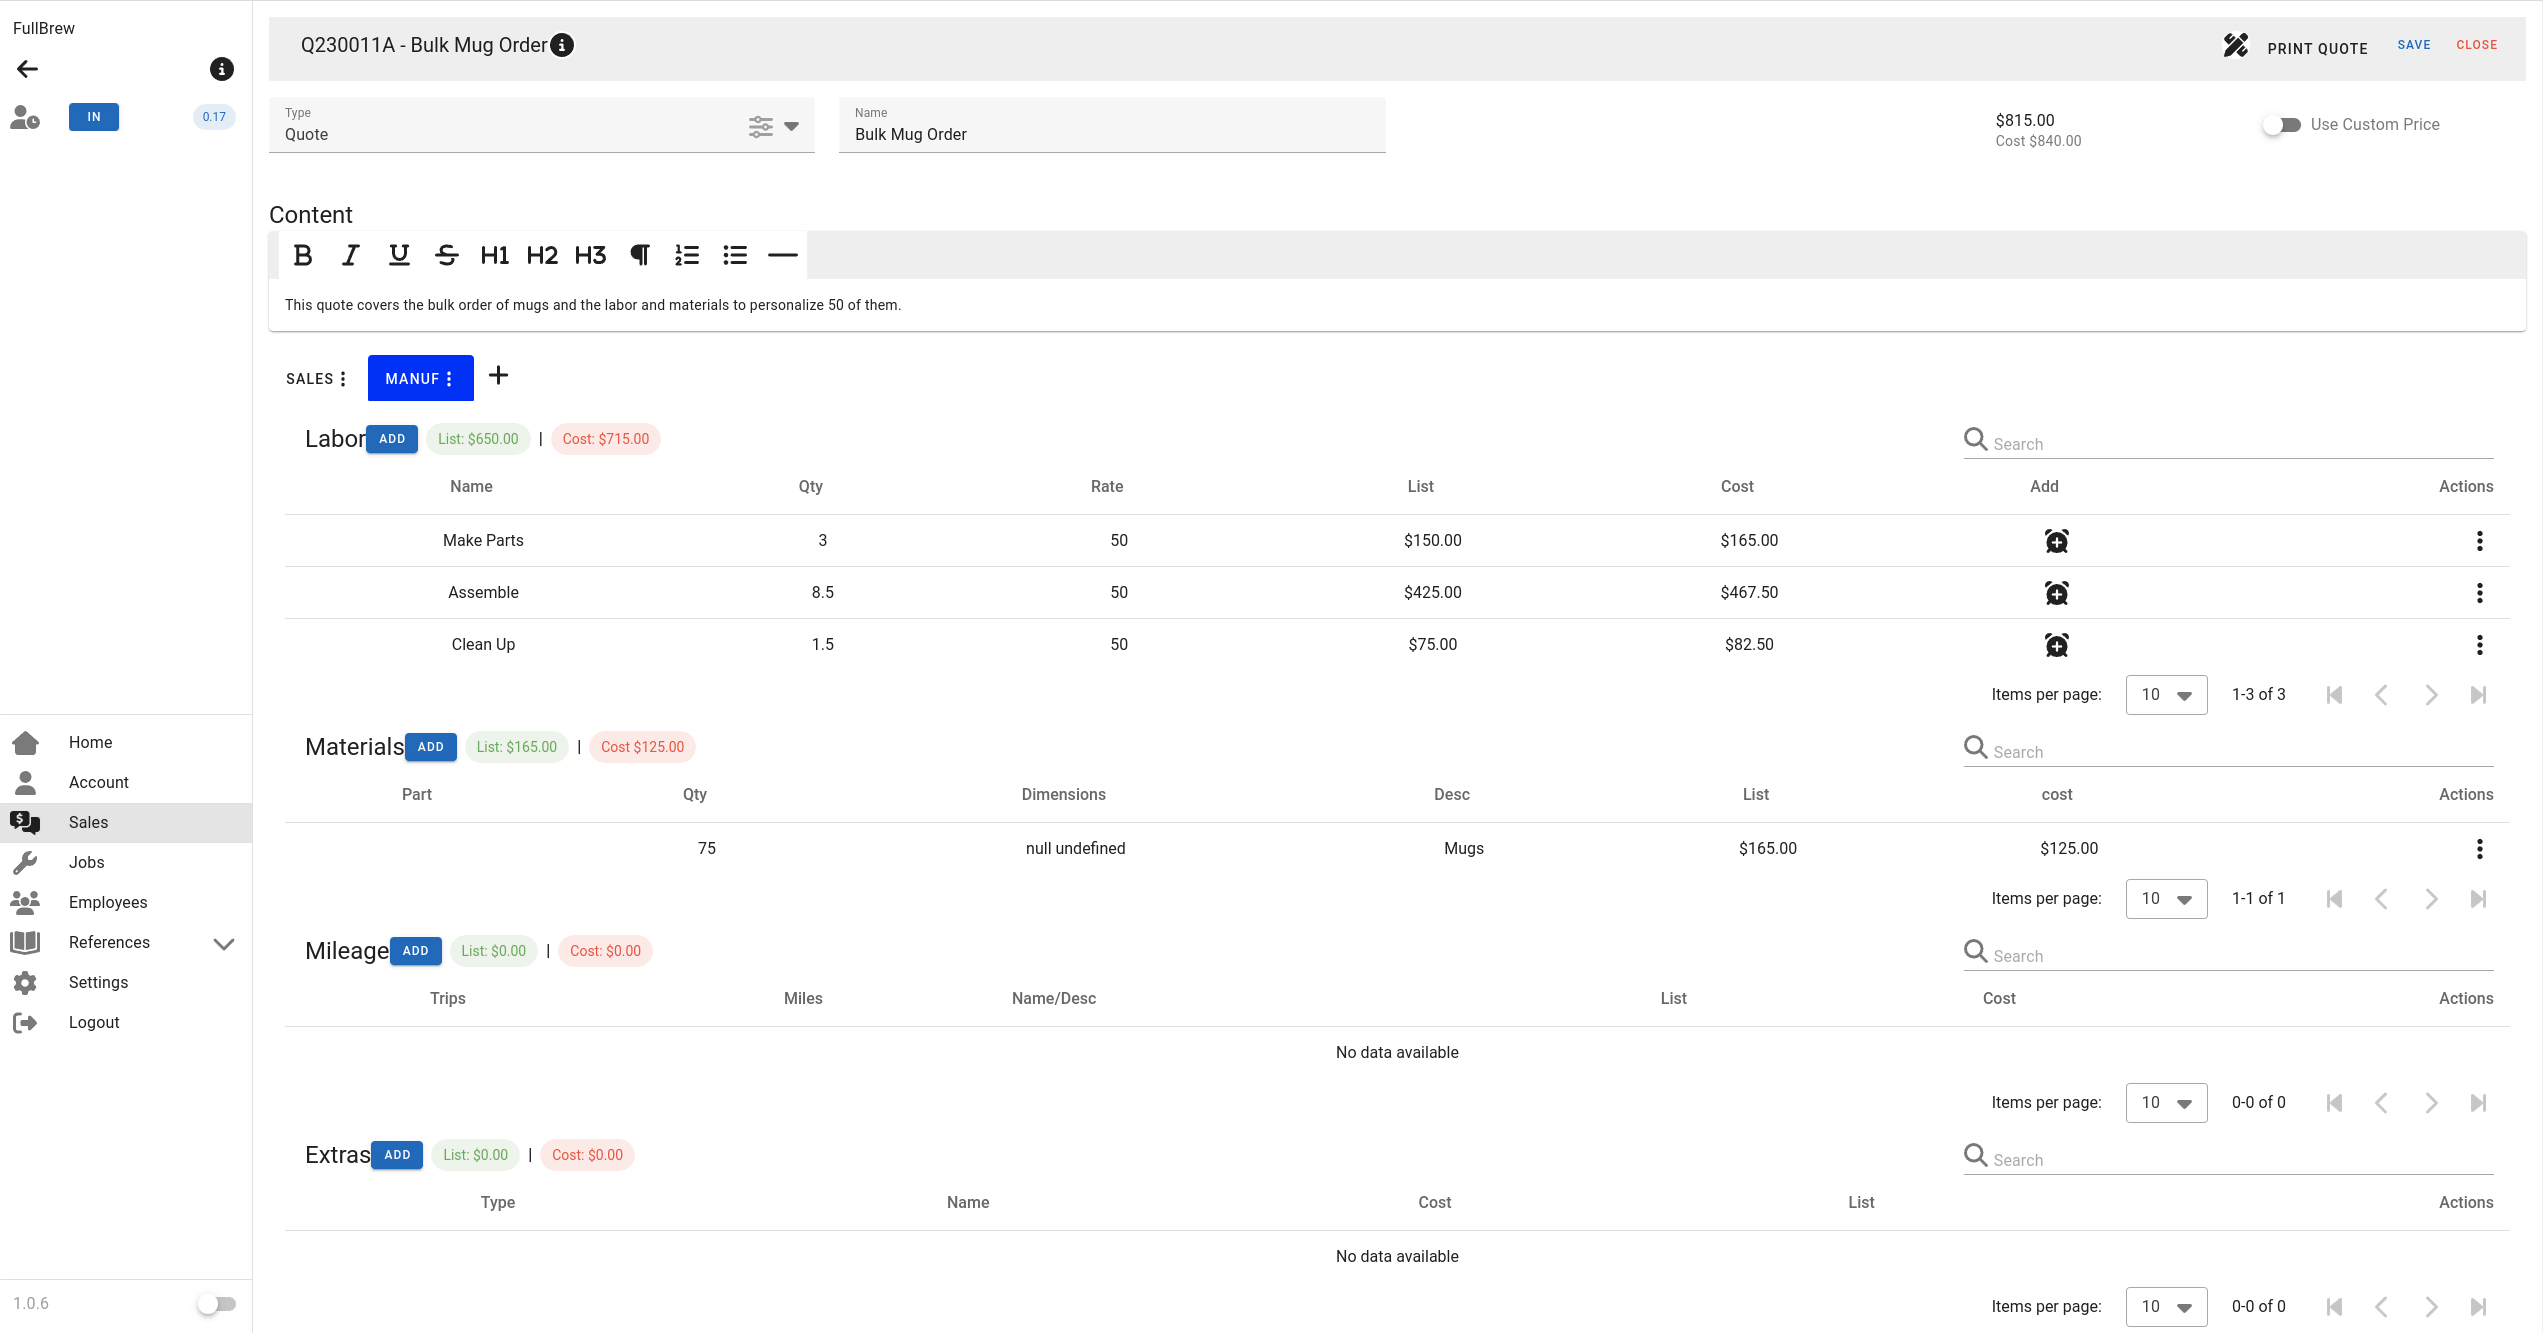 FullBrew
IN 0.17
Home
Account
Sales
Jobs
Employees
References
Settings
Logout
1.0.6
Q230011A - Bulk Mug Order
PRINT QUOTE SAVE CLOSE
Type
Quote
Name
Bulk Mug Order
$815.00
Cost $840.00
Use Custom Price
Content
B I U S H1 H2 H3
This quote covers the bulk order of mugs and the labor and materials to personalize 50 of them.
SALES MANUF
Labor ADD List: $650.00 | Cost: $715.00 Search
Name Qty Rate List Cost Add Actions
Make Parts 3 50 $150.00 $165.00
Assemble 8.5 50 $425.00 $467.50
Clean Up 1.5 50 $75.00 $82.50
Items per page: 10 1-3 of 3
Materials ADD List: $165.00 | Cost $125.00 Search
Part Qty Dimensions Desc List cost Actions
75 null undefined Mugs $165.00 $125.00
Items per page: 10 1-1 of 1
Mileage ADD List: $0.00 | Cost: $0.00 Search
Trips Miles Name/Desc List Cost Actions
No data available
Items per page: 10 0-0 of 0
Extras ADD List: $0.00 | Cost: $0.00 Search
Type Name Cost List Actions
No data available
Items per page: 10 0-0 of 0